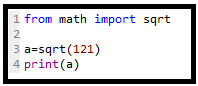 1 from math import sqrt
2
3 a=sqrt(121)
4 print(a)